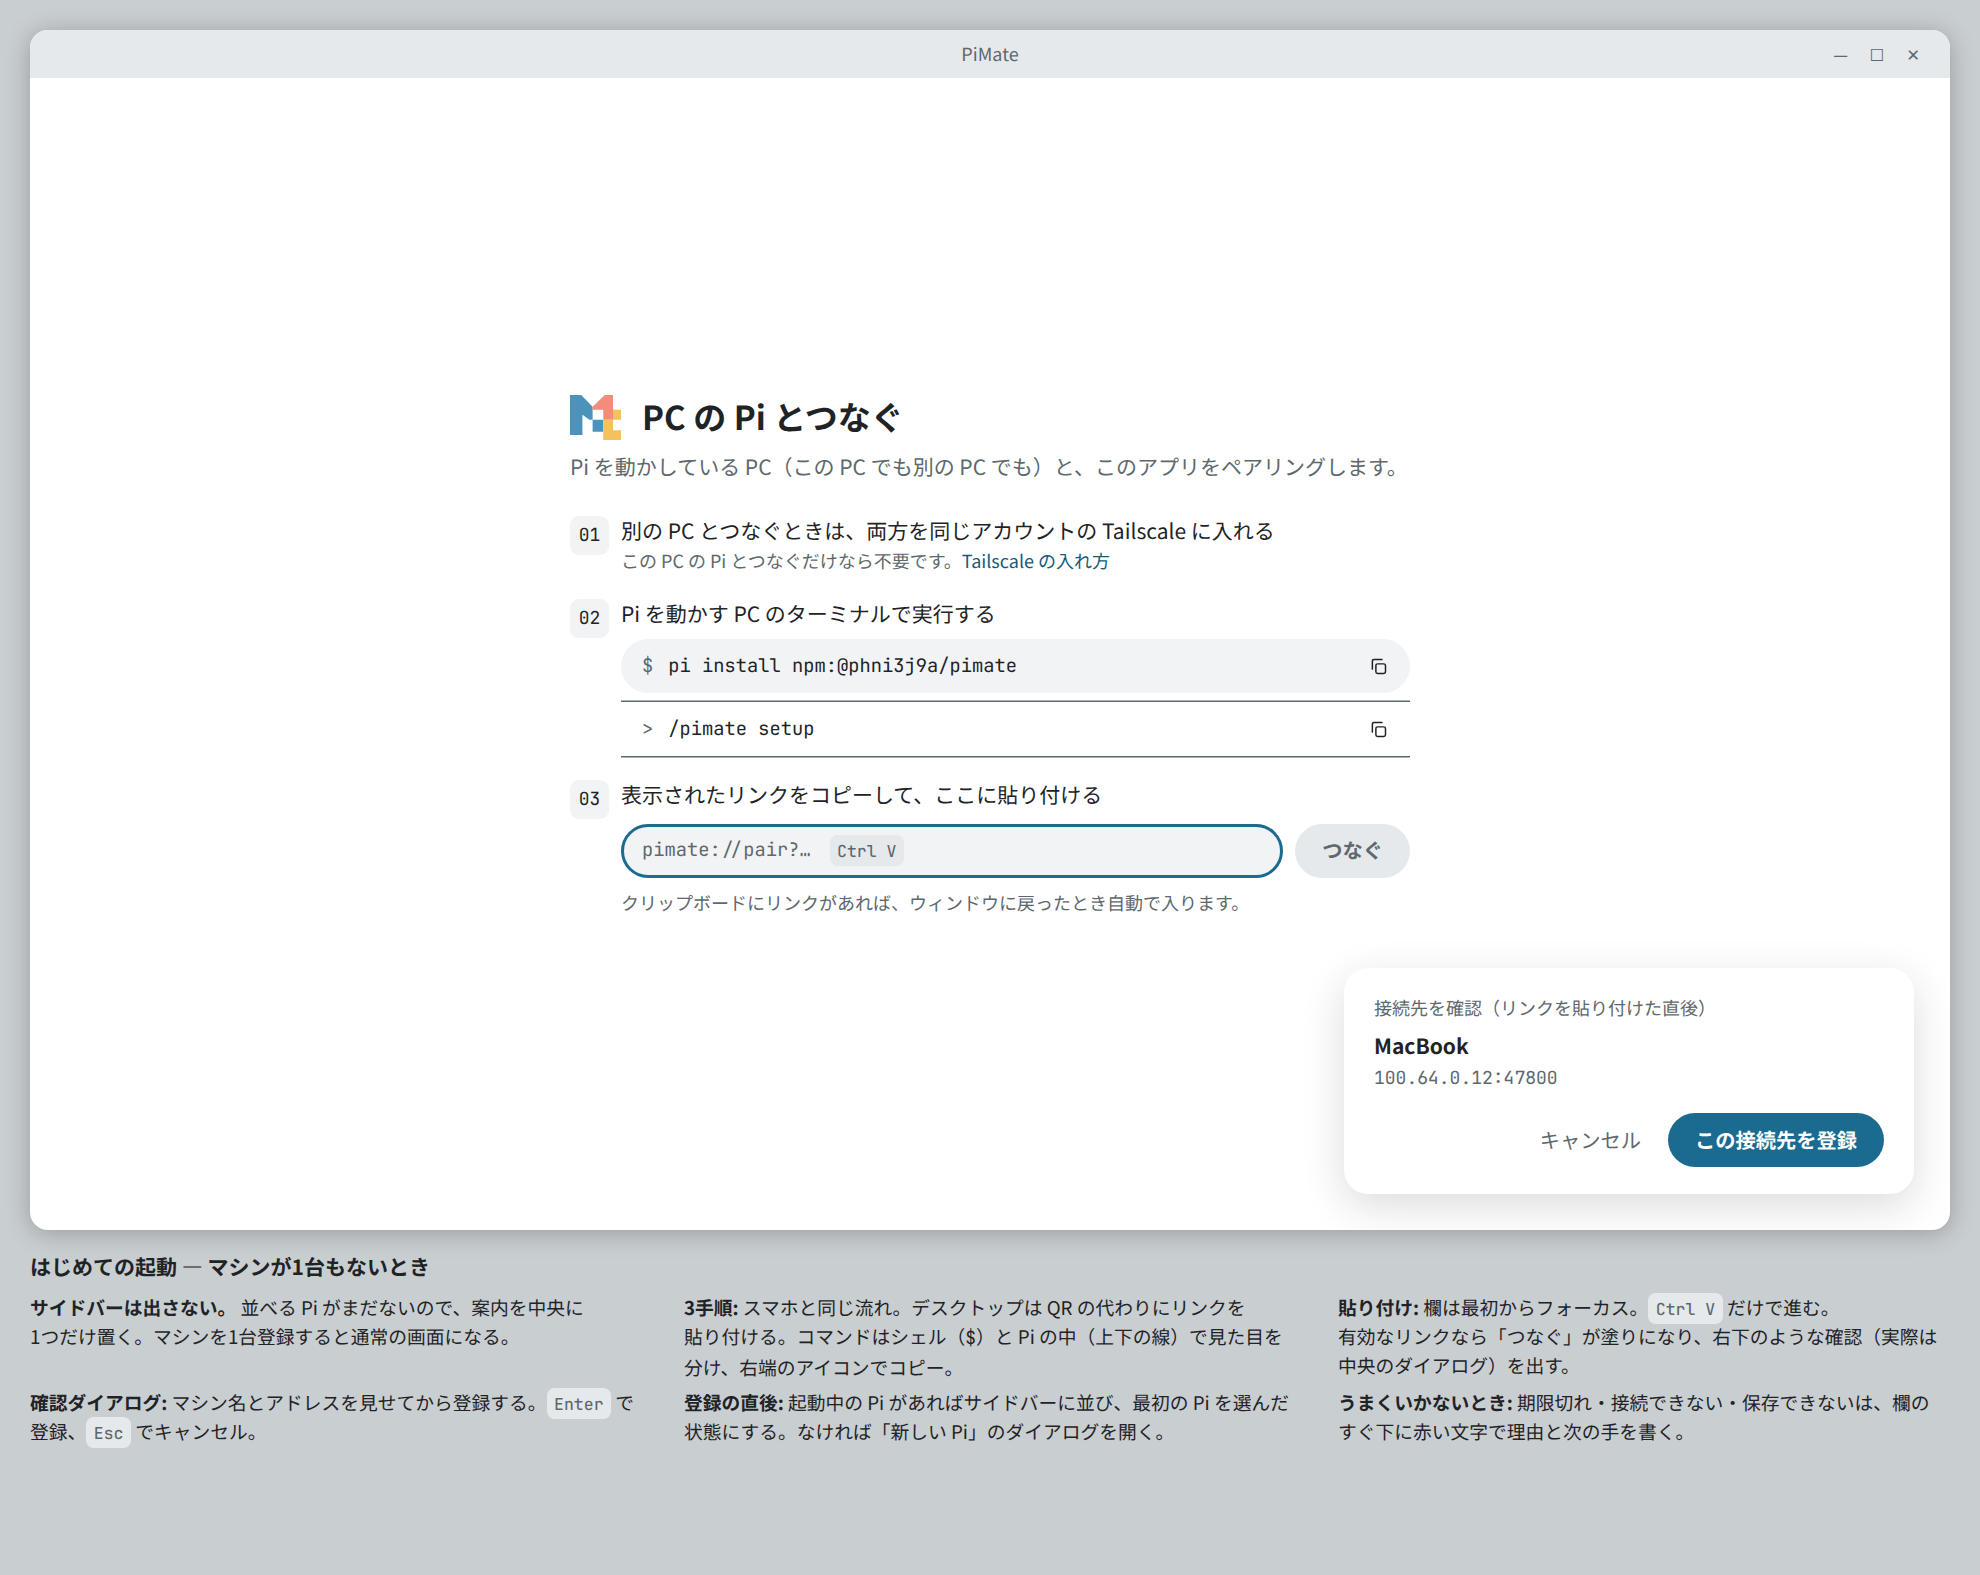 PiMate
PC の Pi とつなぐ
Pi を動かしている PC（この PC でも別の PC でも）と、このアプリをペアリングします。
01 別の PC とつなぐときは、両方を同じアカウントの Tailscale に入れる
この PC の Pi とつなぐだけなら不要です。Tailscale の入れ方
02 Pi を動かす PC のターミナルで実行する
$ pi install npm:@phni3j9a/pimate
> /pimate setup
03 表示されたリンクをコピーして、ここに貼り付ける
pimate://pair?… Ctrl V つなぐ
クリップボードにリンクがあれば、ウィンドウに戻ったとき自動で入ります。
接続先を確認（リンクを貼り付けた直後）
MacBook
100.64.0.12:47800
キャンセル この接続先を登録
はじめての起動 — マシンが1台もないとき
サイドバーは出さない。 並べる Pi がまだないので、案内を中央に
1つだけ置く。マシンを1台登録すると通常の画面になる。
3手順: スマホと同じ流れ。デスクトップは QR の代わりにリンクを
貼り付ける。コマンドはシェル（$）と Pi の中（上下の線）で見た目を
分け、右端のアイコンでコピー。
貼り付け: 欄は最初からフォーカス。 Ctrl V だけで進む。
有効なリンクなら「つなぐ」が塗りになり、右下のような確認（実際は
中央のダイアログ）を出す。
確認ダイアログ: マシン名とアドレスを見せてから登録する。 Enter で
登録、 Esc でキャンセル。
登録の直後: 起動中の Pi があればサイドバーに並び、最初の Pi を選んだ
状態にする。なければ「新しい Pi」のダイアログを開く。
うまくいかないとき: 期限切れ・接続できない・保存できないは、欄の
すぐ下に赤い文字で理由と次の手を書く。